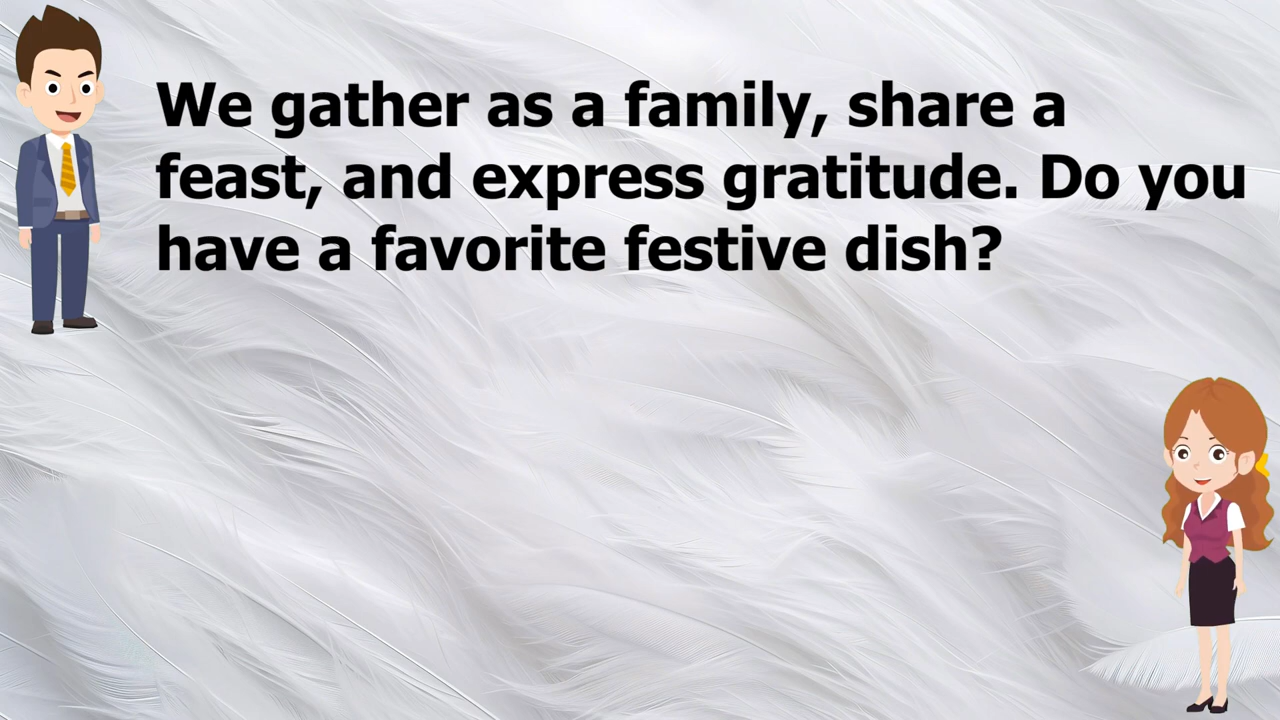 We gather as a family, share a
feast, and express gratitude. Do you
have a favorite festive dish?